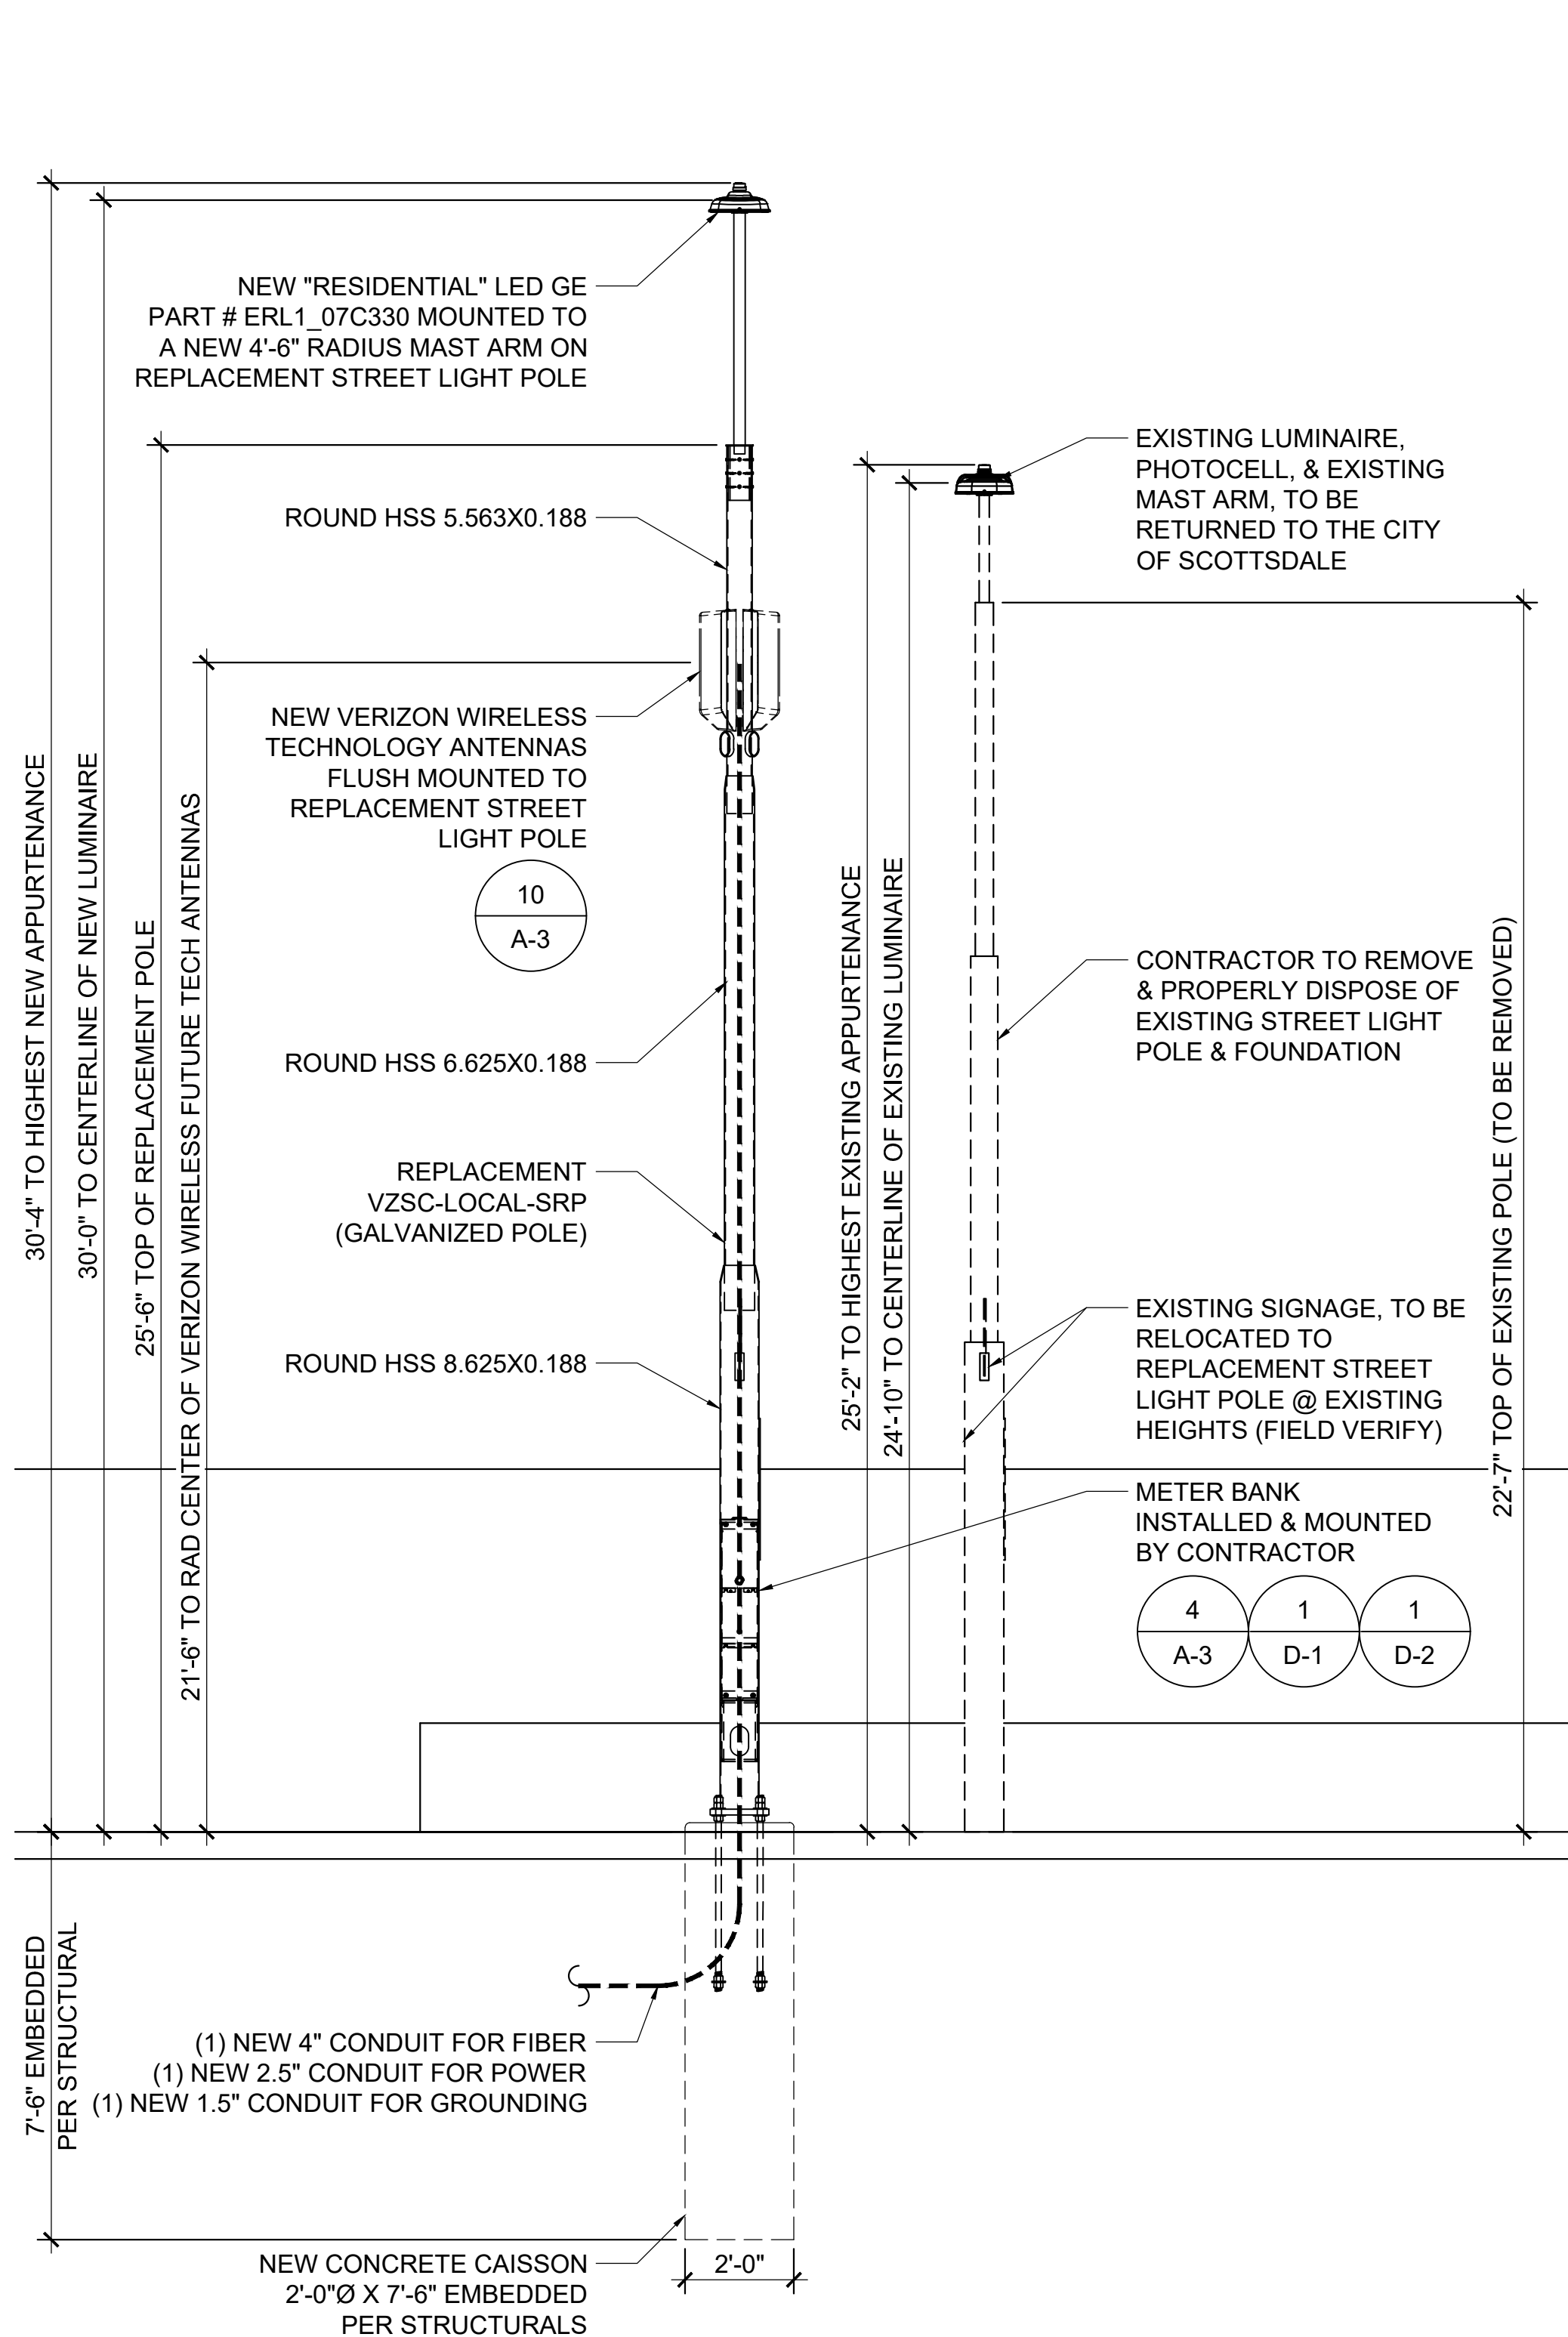 NEW "RESIDENTIAL" LED GE
PART # ERL1_07C330 MOUNTED TO
A NEW 4'-6" RADIUS MAST ARM ON
REPLACEMENT STREET LIGHT POLE
ROUND HSS 5.563X0.188
NEW VERIZON WIRELESS
TECHNOLOGY ANTENNAS
FLUSH MOUNTED TO
REPLACEMENT STREET
LIGHT POLE
10
A-3
ROUND HSS 6.625X0.188
REPLACEMENT
VZSC-LOCAL-SRP
(GALVANIZED POLE)
ROUND HSS 8.625X0.188
30'-4" TO HIGHEST NEW APPURTENANCE
30'-0" TO CENTERLINE OF NEW LUMINAIRE
25'-6" TOP OF REPLACEMENT POLE
21'-6" TO RAD CENTER OF VERIZON WIRELESS FUTURE TECH ANTENNAS
EXISTING LUMINAIRE,
PHOTOCELL, & EXISTING
MAST ARM, TO BE
RETURNED TO THE CITY
OF SCOTTSDALE
25'-2" TO HIGHEST EXISTING APPURTENANCE
24'-10" TO CENTERLINE OF EXISTING LUMINAIRE
CONTRACTOR TO REMOVE
& PROPERLY DISPOSE OF
EXISTING STREET LIGHT
POLE & FOUNDATION
EXISTING SIGNAGE, TO BE
RELOCATED TO
REPLACEMENT STREET
LIGHT POLE @ EXISTING
HEIGHTS (FIELD VERIFY)
22'-7" TOP OF EXISTING POLE (TO BE REMOVED)
METER BANK
INSTALLED & MOUNTED
BY CONTRACTOR
4
A-3
1
D-1
1
D-2
7'-6" EMBEDDED
PER STRUCTURAL
(1) NEW 4" CONDUIT FOR FIBER
(1) NEW 2.5" CONDUIT FOR POWER
(1) NEW 1.5" CONDUIT FOR GROUNDING
NEW CONCRETE CAISSON
2'-0"Ø X 7'-6" EMBEDDED
PER STRUCTURALS
2'-0"